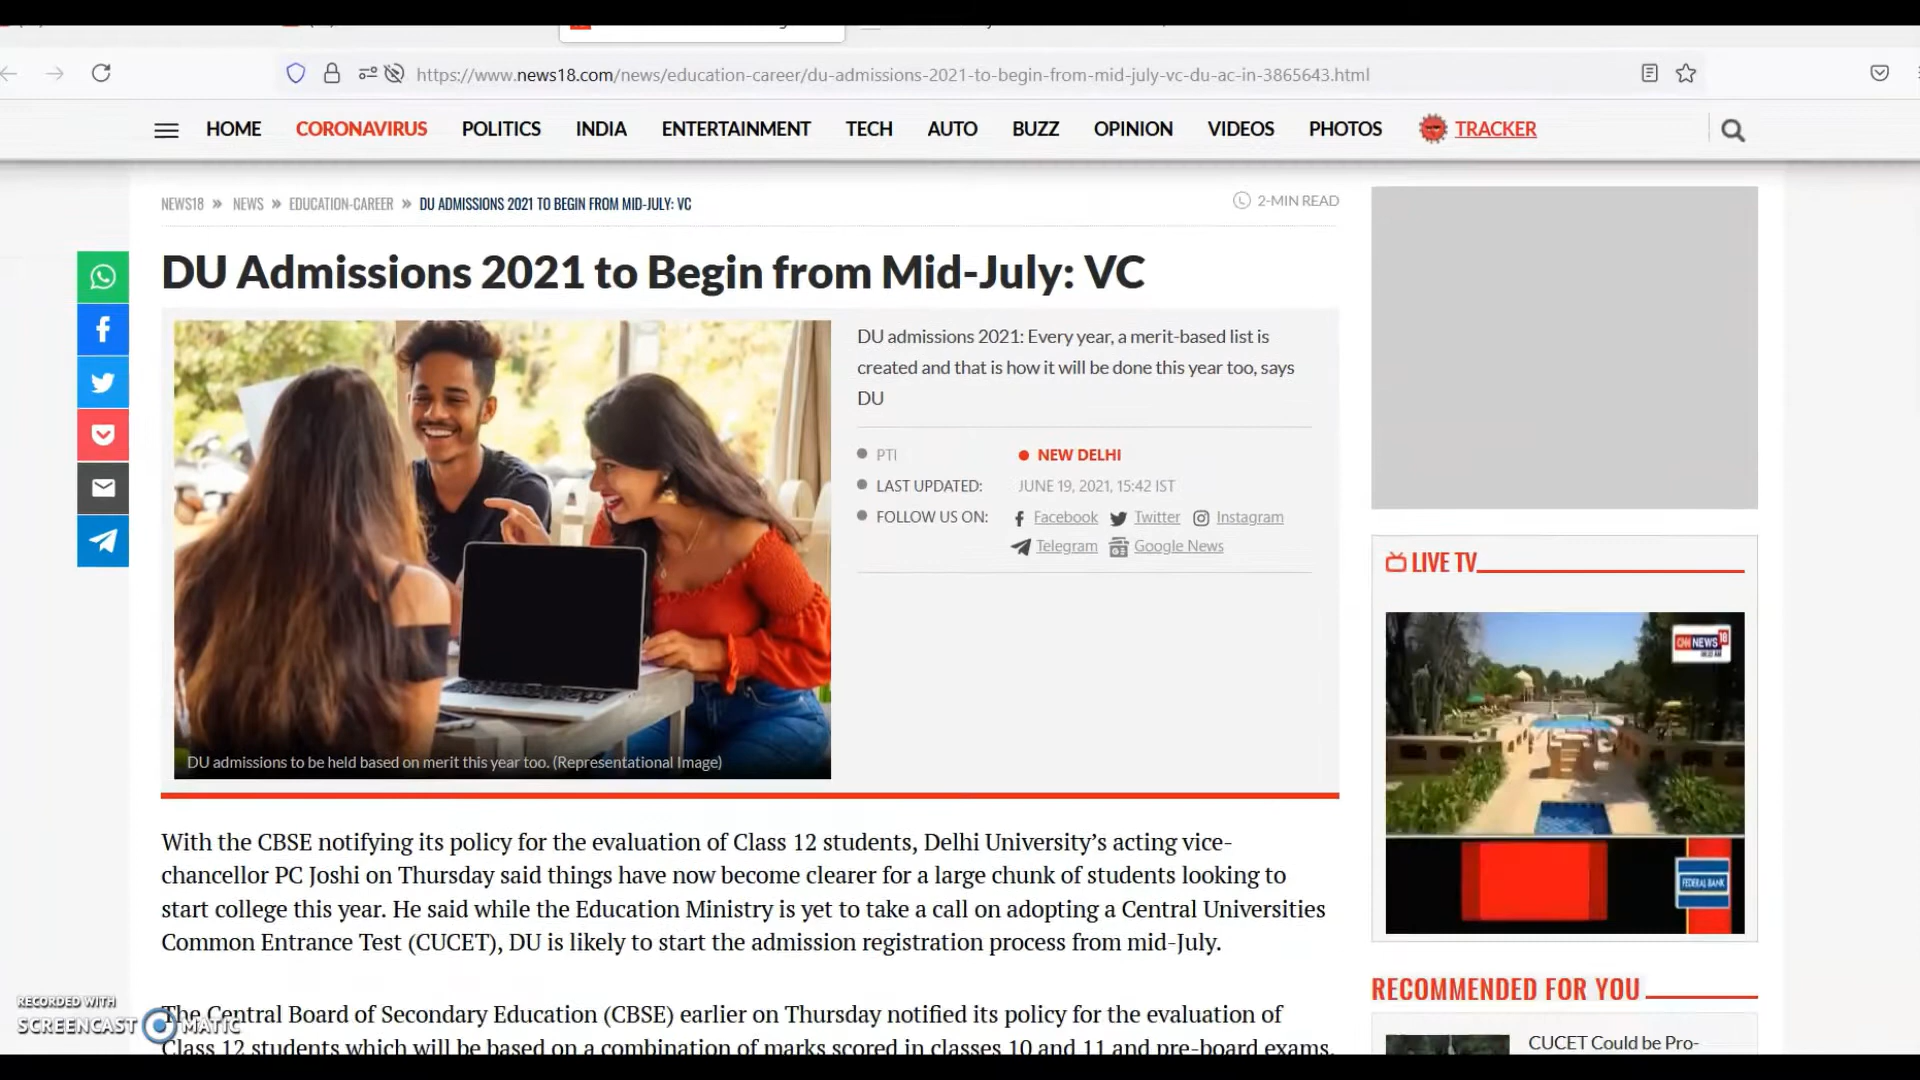 https://www.news18.com/news/education-career/du-admissions-2021-to-begin-from-mid-july-vc-du-ac-in-3865643.html
HOME CORONAVIRUS POLITICS INDIA ENTERTAINMENT TECH AUTO BUZZ OPINION VIDEOS PHOTOS TRACKER
NEWS18 » NEWS » EDUCATION-CAREER » DU ADMISSIONS 2021 TO BEGIN FROM MID-JULY: VC
2-MIN READ
DU Admissions 2021 to Begin from Mid-July: VC
DU admissions 2021: Every year, a merit-based list is
created and that is how it will be done this year too, says
DU
PTI NEW DELHI
LAST UPDATED: JUNE 19, 2021, 15:42 IST
FOLLOW US ON: Facebook Twitter Instagram
Telegram Google News
DU admissions to be held based on merit this year too. (Representational Image)
With the CBSE notifying its policy for the evaluation of Class 12 students, Delhi University’s acting vice-
chancellor PC Joshi on Thursday said things have now become clearer for a large chunk of students looking to
start college this year. He said while the Education Ministry is yet to take a call on adopting a Central Universities
Common Entrance Test (CUCET), DU is likely to start the admission registration process from mid-July.
The Central Board of Secondary Education (CBSE) earlier on Thursday notified its policy for the evaluation of
Class 12 students which will be based on a combination of marks scored in classes 10 and 11 and pre-board exams.
LIVE TV
CNN NEWS 18
FEDERAL BANK
RECOMMENDED FOR YOU
CUCET Could be Pro-
RECORDED WITH
SCREENCAST MATIC